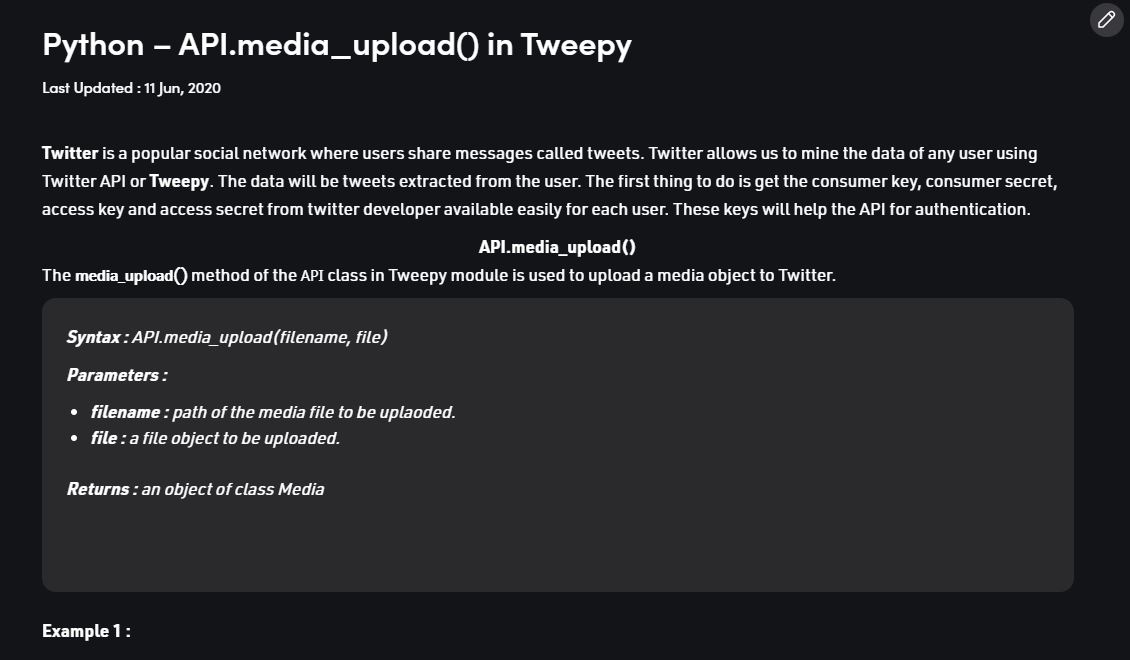 Python – API.media_upload() in Tweepy
Last Updated : 11 Jun, 2020
Twitter is a popular social network where users share messages called tweets. Twitter allows us to mine the data of any user using
Twitter API or Tweepy. The data will be tweets extracted from the user. The first thing to do is get the consumer key, consumer secret,
access key and access secret from twitter developer available easily for each user. These keys will help the API for authentication.
API.media_upload()
The media_upload() method of the API class in Tweepy module is used to upload a media object to Twitter.
Syntax : API.media_upload(filename, file)
Parameters :
• filename : path of the media file to be uplaoded.
• file : a file object to be uploaded.
Returns : an object of class Media
Example 1 :